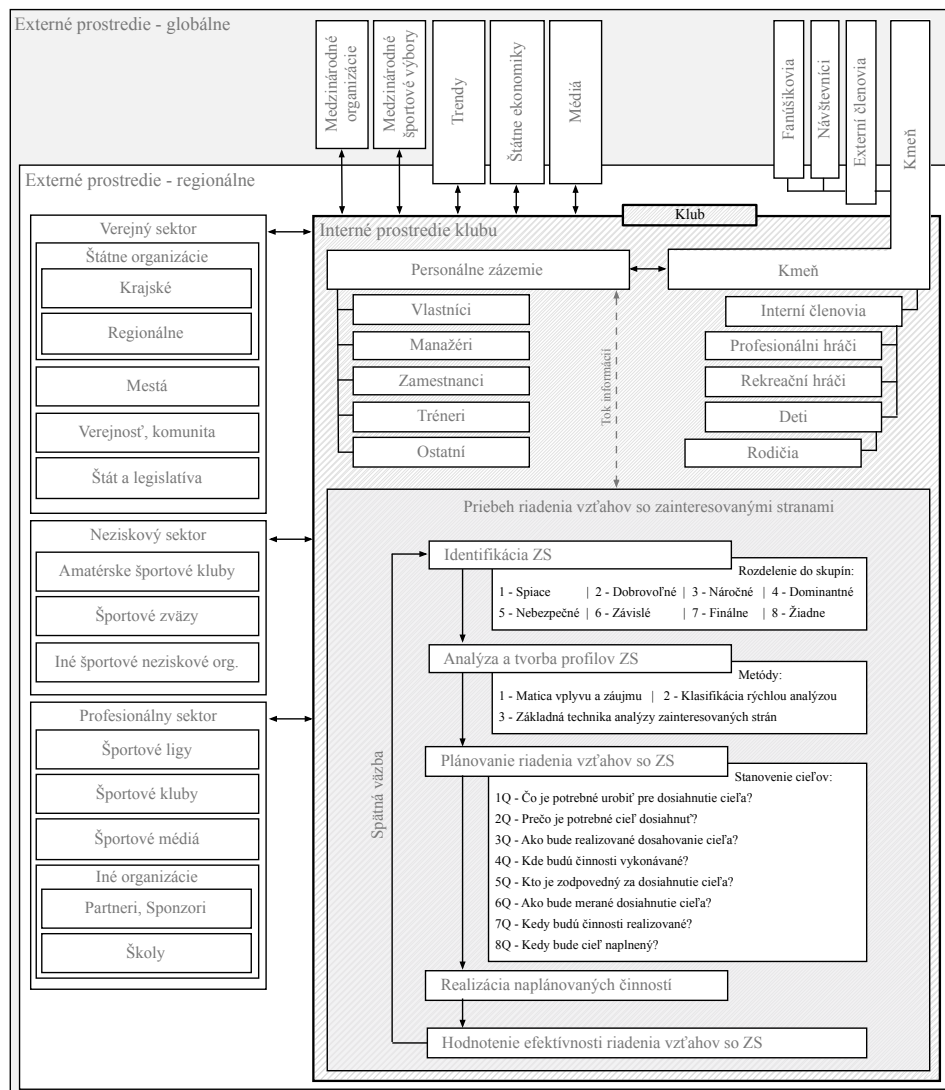 Externé prostredie - globálne
Medzinárodné
organizácie
Medzinárodné
športové výbory
Trendy
Štátne ekonomiky
Médiá
Fanúšikovia
Návštevníci
Externí členovia
Kmeň
Externé prostredie - regionálne
Verejný sektor
Štátne organizácie
Krajské
Regionálne
Mestá
Verejnosť, komunita
Štát a legislatíva
Neziskový sektor
Amatérske športové kluby
Športové zväzy
Iné športové neziskové org.
Profesionálny sektor
Športové ligy
Športové kluby
Športové médiá
Iné organizácie
Partneri, Sponzori
Školy
Klub
Interné prostredie klubu
Personálne zázemie
Vlastníci
Manažéri
Zamestnanci
Tréneri
Ostatní
Tok informácií
Kmeň
Interní členovia
Profesionálni hráči
Rekreační hráči
Deti
Rodičia
Priebeh riadenia vzťahov so zainteresovanými stranami
Identifikácia ZS
Rozdelenie do skupín:
1 - Spiace | 2 - Dobrovoľné | 3 - Náročné | 4 - Dominantné
5 - Nebezpečné | 6 - Závislé | 7 - Finálne | 8 - Žiadne
Analýza a tvorba profilov ZS
Metódy:
1 - Matica vplyvu a záujmu | 2 - Klasifikácia rýchlou analýzou
3 - Základná technika analýzy zainteresovaných strán
Plánovanie riadenia vzťahov so ZS
Stanovenie cieľov:
1Q - Čo je potrebné urobiť pre dosiahnutie cieľa?
2Q - Prečo je potrebné cieľ dosiahnuť?
3Q - Ako bude realizované dosahovanie cieľa?
4Q - Kde budú činnosti vykonávané?
5Q - Kto je zodpovedný za dosiahnutie cieľa?
6Q - Ako bude merané dosiahnutie cieľa?
7Q - Kedy budú činnosti realizované?
8Q - Kedy bude cieľ naplnený?
Spätná väzba
Realizácia naplánovaných činností
Hodnotenie efektívnosti riadenia vzťahov so ZS